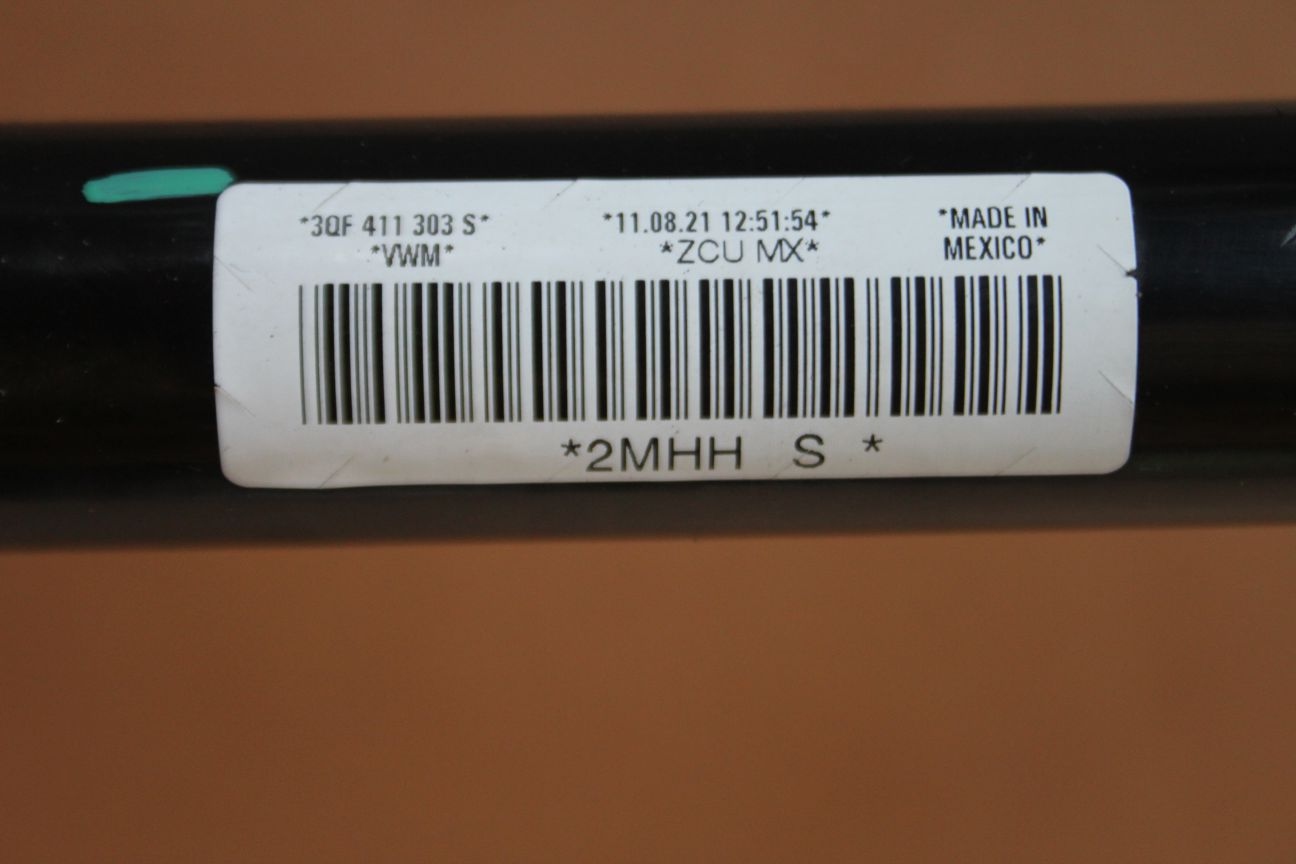 *3QF 411 303 S*
*VWM*
*11.08.21 12:51:54*
*ZCU MX*
*MADE IN
MEXICO*
*2MHH S *